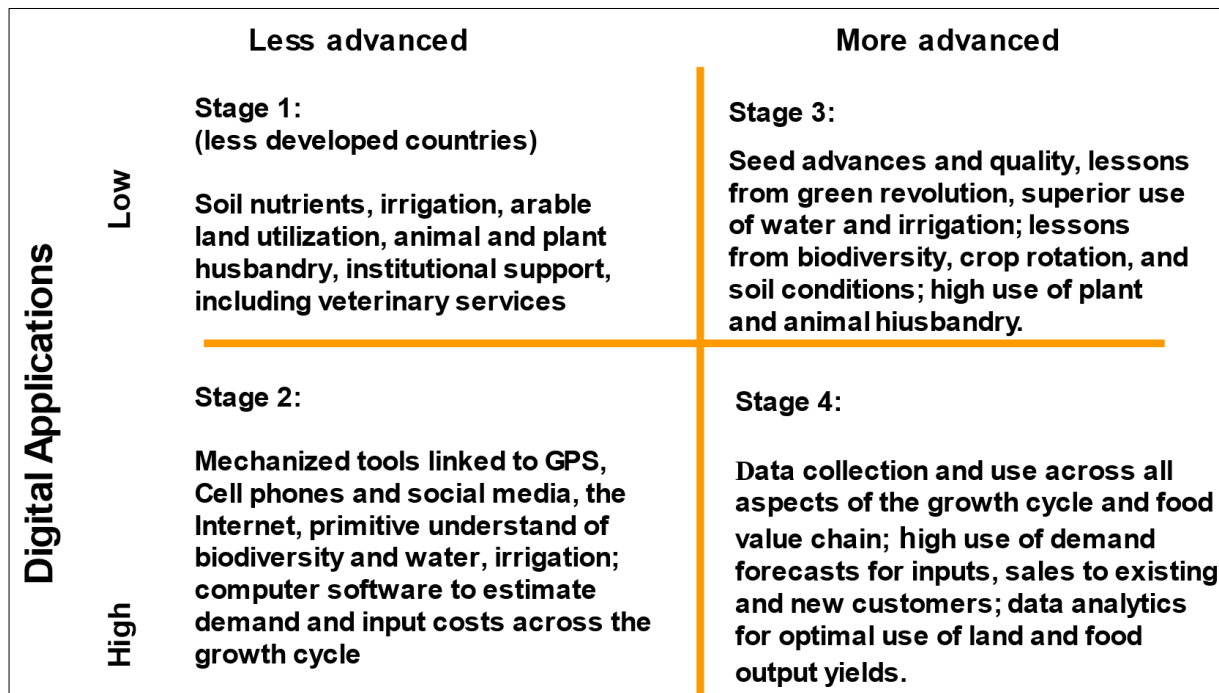 Less advanced
More advanced
Digital Applications
Low
High
Stage 1:
(less developed countries)
Soil nutrients, irrigation, arable
land utilization, animal and plant
husbandry, institutional support,
including veterinary services
Stage 3:
Seed advances and quality, lessons
from green revolution, superior use
of water and irrigation; lessons
from biodiversity, crop rotation, and
soil conditions; high use of plant
and animal hiusbandry.
Stage 2:
Mechanized tools linked to GPS,
Cell phones and social media, the
Internet, primitive understand of
biodiversity and water, irrigation;
computer software to estimate
demand and input costs across the
growth cycle
Stage 4:
Data collection and use across all
aspects of the growth cycle and food
value chain; high use of demand
forecasts for inputs, sales to existing
and new customers; data analytics
for optimal use of land and food
output yields.